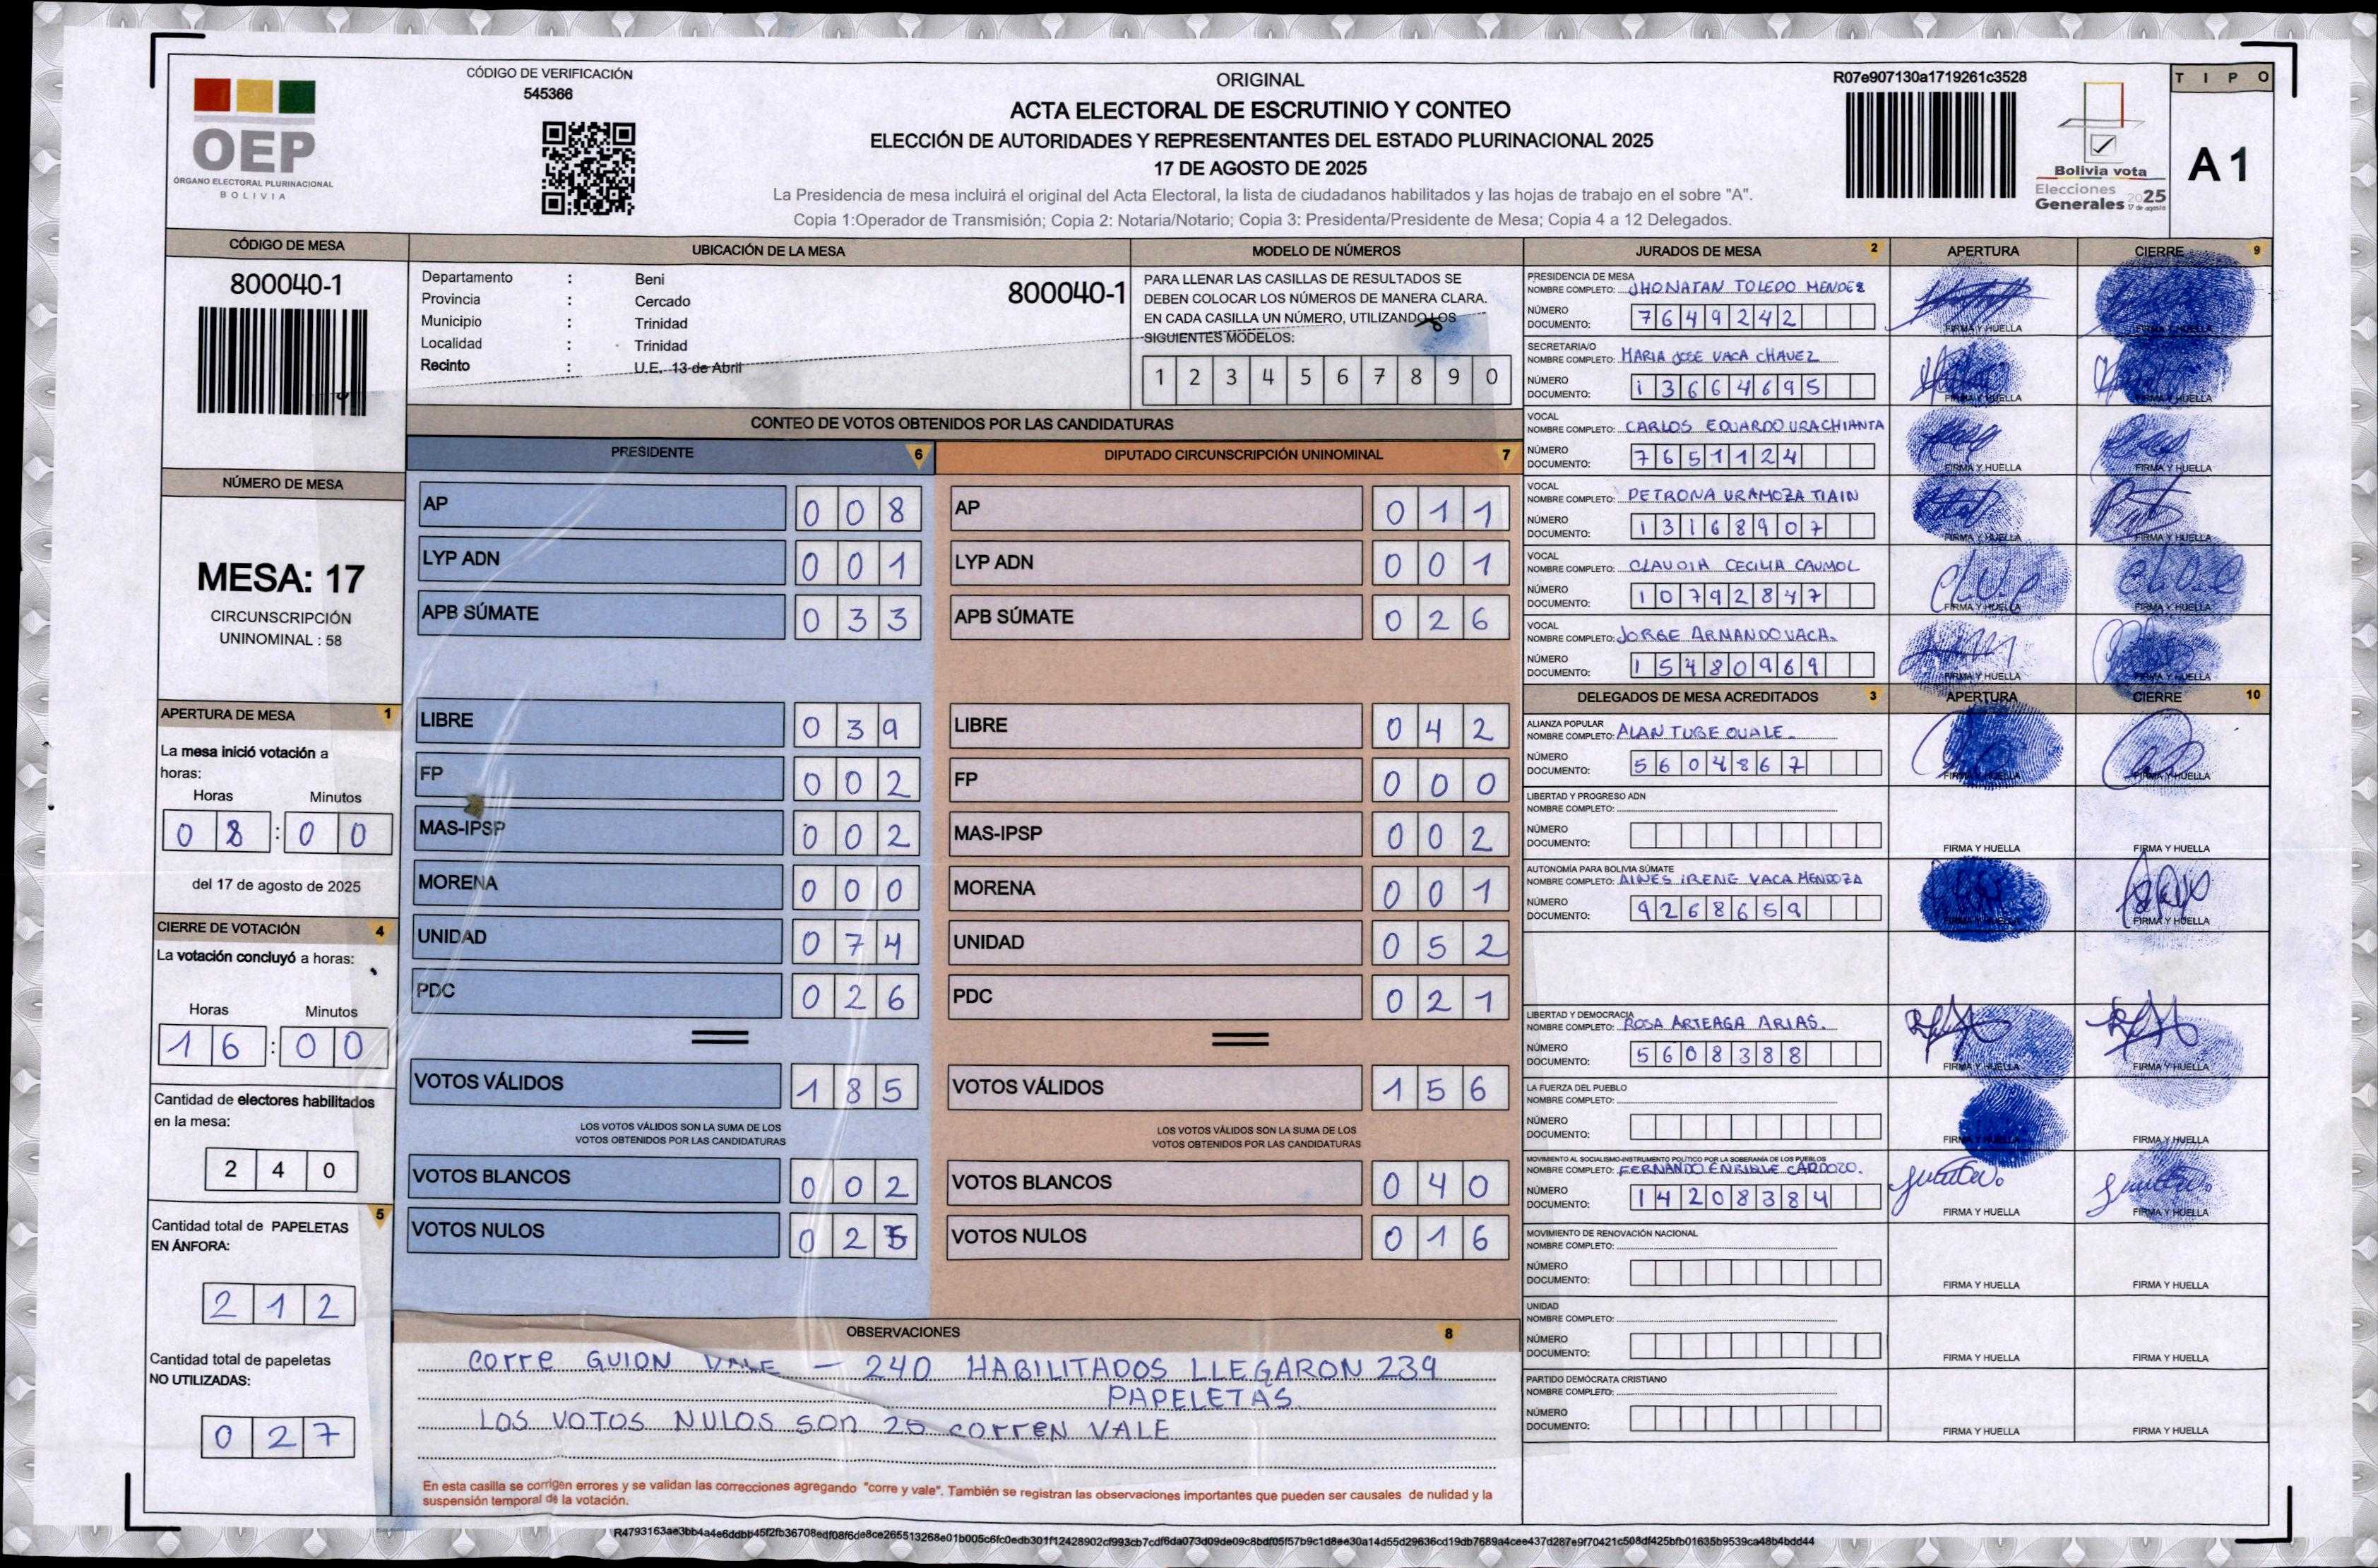 CÓDIGO DE VERIFICACIÓN
545366
OEP
ÓRGANO ELECTORAL PLURINACIONAL
BOLIVIA
ORIGINAL
ACTA ELECTORAL DE ESCRUTINIO Y CONTEO
ELECCIÓN DE AUTORIDADES Y REPRESENTANTES DEL ESTADO PLURINACIONAL 2025
17 DE AGOSTO DE 2025
La Presidencia de mesa incluirá el original del Acta Electoral, la lista de ciudadanos habilitados y las hojas de trabajo en el sobre "A".
Copia 1:Operador de Transmisión; Copia 2: Notaria/Notario; Copia 3: Presidenta/Presidente de Mesa; Copia 4 a 12 Delegados.
R07e907130a1719261c3528
Bolivia vota
Elecciones
Generales 2025
17 de agosto
TIPO
A1
CÓDIGO DE MESA
800040-1
NÚMERO DE MESA
MESA: 17
CIRCUNSCRIPCIÓN
UNINOMINAL : 58
APERTURA DE MESA 1
La mesa inició votación a
horas:
Horas Minutos
08:00
del 17 de agosto de 2025
CIERRE DE VOTACIÓN 4
La votación concluyó a horas:
Horas Minutos
16:00
Cantidad de electores habilitados
en la mesa:
240
5
Cantidad total de PAPELETAS
EN ÁNFORA:
212
Cantidad total de papeletas
NO UTILIZADAS:
027
UBICACIÓN DE LA MESA
Departamento : Beni
Provincia : Cercado
Municipio : Trinidad
Localidad : Trinidad
Recinto : U.E. 13 de Abril
800040-1
MODELO DE NÚMEROS
PARA LLENAR LAS CASILLAS DE RESULTADOS SE
DEBEN COLOCAR LOS NÚMEROS DE MANERA CLARA.
EN CADA CASILLA UN NÚMERO, UTILIZANDO LOS
SIGUIENTES MODELOS:
1 2 3 4 5 6 7 8 9 0
CONTEO DE VOTOS OBTENIDOS POR LAS CANDIDATURAS
PRESIDENTE 6
AP 008
LYP ADN 001
APB SÚMATE 033
LIBRE 039
FP 002
MAS-IPSP 002
MORENA 000
UNIDAD 074
PDC 026
VOTOS VÁLIDOS 185
LOS VOTOS VÁLIDOS SON LA SUMA DE LOS
VOTOS OBTENIDOS POR LAS CANDIDATURAS
VOTOS BLANCOS 002
VOTOS NULOS 025
DIPUTADO CIRCUNSCRIPCIÓN UNINOMINAL 7
AP 011
LYP ADN 001
APB SÚMATE 026
LIBRE 042
FP 000
MAS-IPSP 002
MORENA 001
UNIDAD 052
PDC 021
VOTOS VÁLIDOS 156
LOS VOTOS VÁLIDOS SON LA SUMA DE LOS
VOTOS OBTENIDOS POR LAS CANDIDATURAS
VOTOS BLANCOS 040
VOTOS NULOS 016
OBSERVACIONES 8
corre GUION VALE — 240 HABILITADOS LLEGARON 239
PAPELETAS
LOS VOTOS NULOS SON 25 CORREN VALE
En esta casilla se corrigen errores y se validan las correcciones agregando "corre y vale". También se registran las observaciones importantes que pueden ser causales de nulidad y la
suspensión temporal de la votación.
JURADOS DE MESA 2 APERTURA CIERRE 9
PRESIDENCIA DE MESA
NOMBRE COMPLETO: JHONATAN TOLEDO MENDEZ
NÚMERO
DOCUMENTO: 7649242
FIRMA Y HUELLA FIRMA Y HUELLA
SECRETARIA/O
NOMBRE COMPLETO: MARIA JOSE VACA CHAVEZ
NÚMERO
DOCUMENTO: 13664695
FIRMA Y HUELLA FIRMA Y HUELLA
VOCAL
NOMBRE COMPLETO: CARLOS EDUARDO URACHIANTA
NÚMERO
DOCUMENTO: 7651124
FIRMA Y HUELLA FIRMA Y HUELLA
VOCAL
NOMBRE COMPLETO: PETRONA URAMOZA TIAIN
NÚMERO
DOCUMENTO: 13168907
FIRMA Y HUELLA FIRMA Y HUELLA
VOCAL
NOMBRE COMPLETO: CLAUDIA CECILIA CAUMOL
NÚMERO
DOCUMENTO: 10792847
FIRMA Y HUELLA FIRMA Y HUELLA
VOCAL
NOMBRE COMPLETO: JORGE ARMANDO VACA.
NÚMERO
DOCUMENTO: 15480969
FIRMA Y HUELLA FIRMA Y HUELLA
DELEGADOS DE MESA ACREDITADOS 3 APERTURA CIERRE 10
ALIANZA POPULAR
NOMBRE COMPLETO: ALAN TUBE OUALE
NÚMERO
DOCUMENTO: 5604867
FIRMA Y HUELLA FIRMA Y HUELLA
LIBERTAD Y PROGRESO ADN
NOMBRE COMPLETO:
NÚMERO
DOCUMENTO:
FIRMA Y HUELLA FIRMA Y HUELLA
AUTONOMÍA PARA BOLIVIA SÚMATE
NOMBRE COMPLETO: AINES IRENE VACA MENDOZA
NÚMERO
DOCUMENTO: 9268659
FIRMA Y HUELLA FIRMA Y HUELLA
LIBERTAD Y DEMOCRACIA
NOMBRE COMPLETO: ROSA ARTEAGA ARIAS.
NÚMERO
DOCUMENTO: 5608388
FIRMA Y HUELLA FIRMA Y HUELLA
LA FUERZA DEL PUEBLO
NOMBRE COMPLETO:
NÚMERO
DOCUMENTO:
FIRMA Y HUELLA FIRMA Y HUELLA
MOVIMIENTO AL SOCIALISMO-INSTRUMENTO POLÍTICO POR LA SOBERANÍA DE LOS PUEBLOS
NOMBRE COMPLETO: FERNANDO ENRIBLE CARDOZO.
NÚMERO
DOCUMENTO: 14208384
FIRMA Y HUELLA FIRMA Y HUELLA
MOVIMIENTO DE RENOVACIÓN NACIONAL
NOMBRE COMPLETO:
NÚMERO
DOCUMENTO:
FIRMA Y HUELLA FIRMA Y HUELLA
UNIDAD
NOMBRE COMPLETO:
NÚMERO
DOCUMENTO:
FIRMA Y HUELLA FIRMA Y HUELLA
PARTIDO DEMÓCRATA CRISTIANO
NOMBRE COMPLETO:
NÚMERO
DOCUMENTO:
FIRMA Y HUELLA FIRMA Y HUELLA